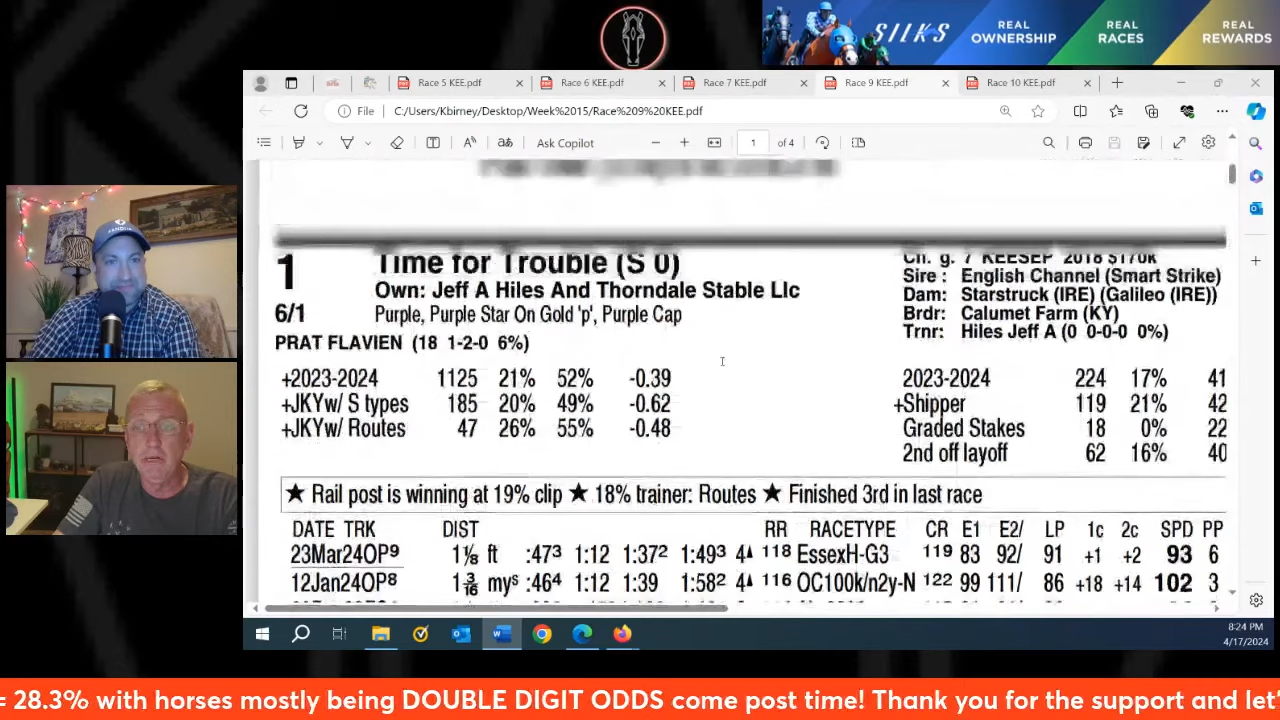 SILKS
REAL OWNERSHIP
REAL RACES
REAL REWARDS
Race 5 KEE.pdf
Race 6 KEE.pdf
Race 7 KEE.pdf
Race 9 KEE.pdf
Race 10 KEE.pdf
File
C:/Users/Kbirney/Desktop/Week%2015/Race%209%20KEE.pdf
Ask Copilot
1 of 4
1
Time for Trouble (S 0)
Own: Jeff A Hiles And Thorndale Stable Llc
6/1
Purple, Purple Star On Gold 'p', Purple Cap
PRAT FLAVIEN (18 1-2-0 6%)
Ch. g. 7 KEESEP 2018 $170k
Sire : English Channel (Smart Strike)
Dam: Starstruck (IRE) (Galileo (IRE))
Brdr: Calumet Farm (KY)
Trnr: Hiles Jeff A (0 0-0-0 0%)
+2023-2024 1125 21% 52% -0.39
+JKYw/ S types 185 20% 49% -0.62
+JKYw/ Routes 47 26% 55% -0.48
2023-2024 224 17% 41
+Shipper 119 21% 42
Graded Stakes 18 0% 22
2nd off layoff 62 16% 40
★ Rail post is winning at 19% clip ★ 18% trainer: Routes ★ Finished 3rd in last race
DATE TRK DIST RR RACETYPE CR E1 E2/ LP 1c 2c SPD PP
23Mar24OP9 1⅛ ft :47³ 1:12 1:37² 1:49³ 4▲ 118 EssexH-G3 119 83 92/ 91 +1 +2 93 6
12Jan24OP8 1 3/16 myˢ :46⁴ 1:12 1:39 1:58² 4▲ 116 OC100k/n2y-N 122 99 111/ 86 +18 +14 102 3
8:24 PM
4/17/2024
= 28.3% with horses mostly being DOUBLE DIGIT ODDS come post time! Thank you for the support and let'